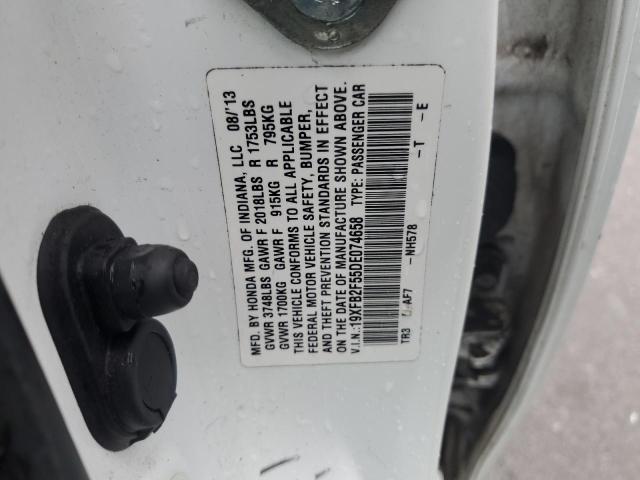 MFD. BY HONDA MFG. OF INDIANA, LLC 08/'13
GVWR 3748LBS GAWR F 2018LBS R 1753LBS
GVWR 1700KG GAWR F 915KG R 795KG
THIS VEHICLE CONFORMS TO ALL APPLICABLE
FEDERAL MOTOR VEHICLE SAFETY, BUMPER,
AND THEFT PREVENTION STANDARDS IN EFFECT
ON THE DATE OF MANUFACTURE SHOWN ABOVE.
V.I.N.:19XFB2F55DE074658 TYPE: PASSENGER CAR
TR3 -AF7 -NH578 -T -E